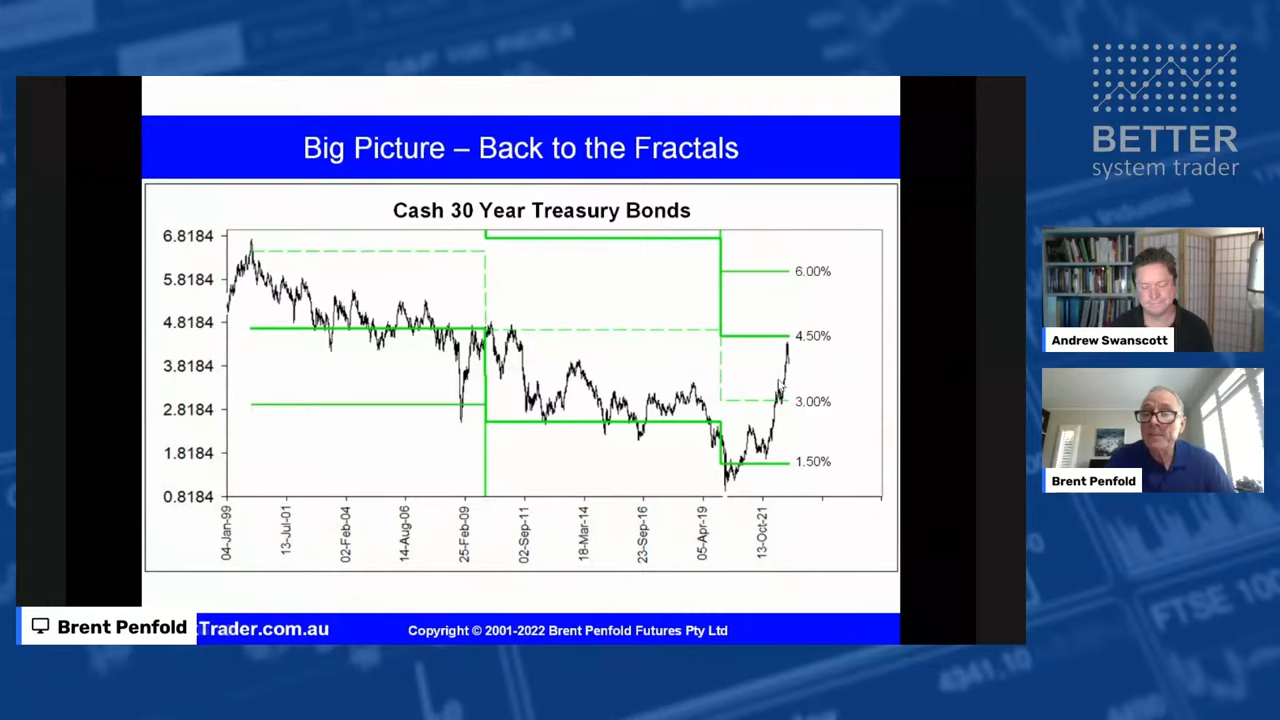 BETTER
system trader
Big Picture – Back to the Fractals
Cash 30 Year Treasury Bonds
6.8184
5.8184
4.8184
3.8184
2.8184
1.8184
0.8184
6.00%
4.50%
3.00%
1.50%
04-Jan-99
13-Jul-01
02-Feb-04
14-Aug-06
25-Feb-09
02-Sep-11
18-Mar-14
23-Sep-16
05-Apr-19
13-Oct-21
Andrew Swanscott
Brent Penfold
Brent Penfold
Trader.com.au
Copyright © 2001-2022 Brent Penfold Futures Pty Ltd
FTSE 100
4341,10